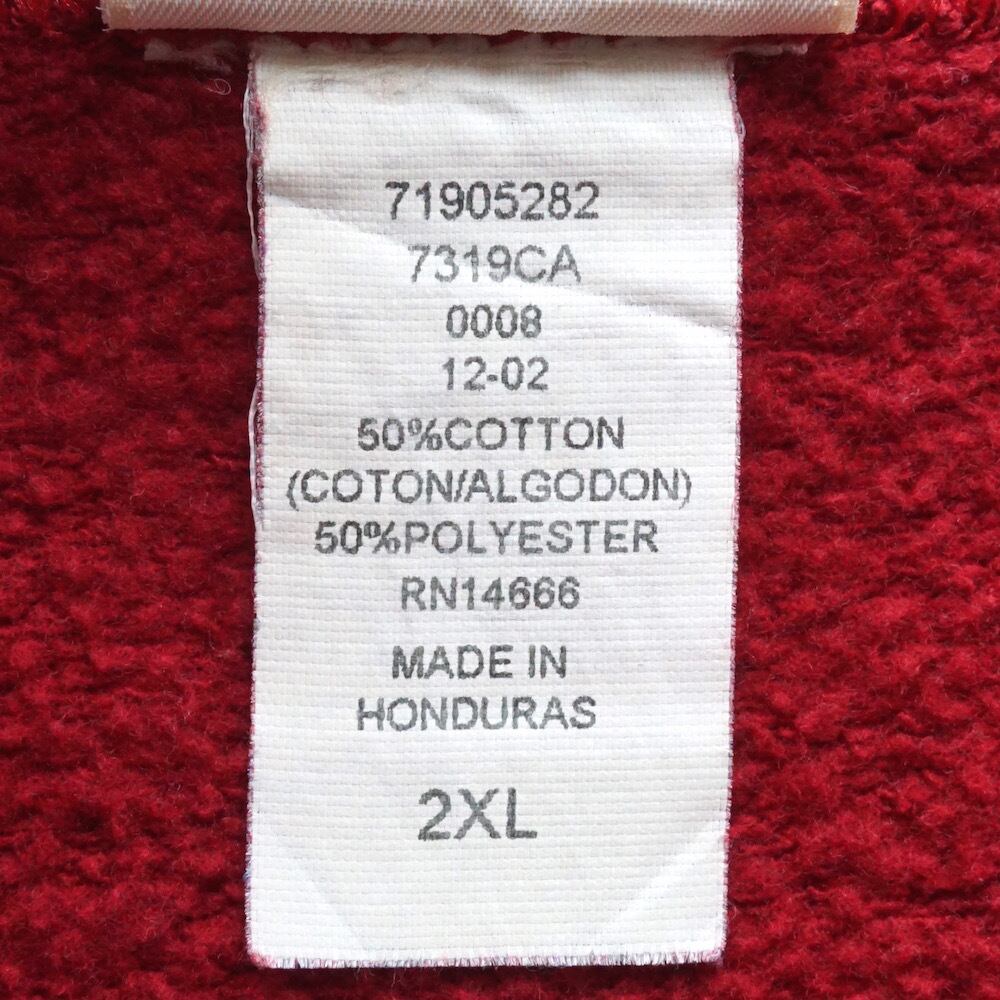 71905282
7319CA
0008
12-02
50%COTTON
(COTON/ALGODON)
50%POLYESTER
RN14666
MADE IN
HONDURAS
2XL